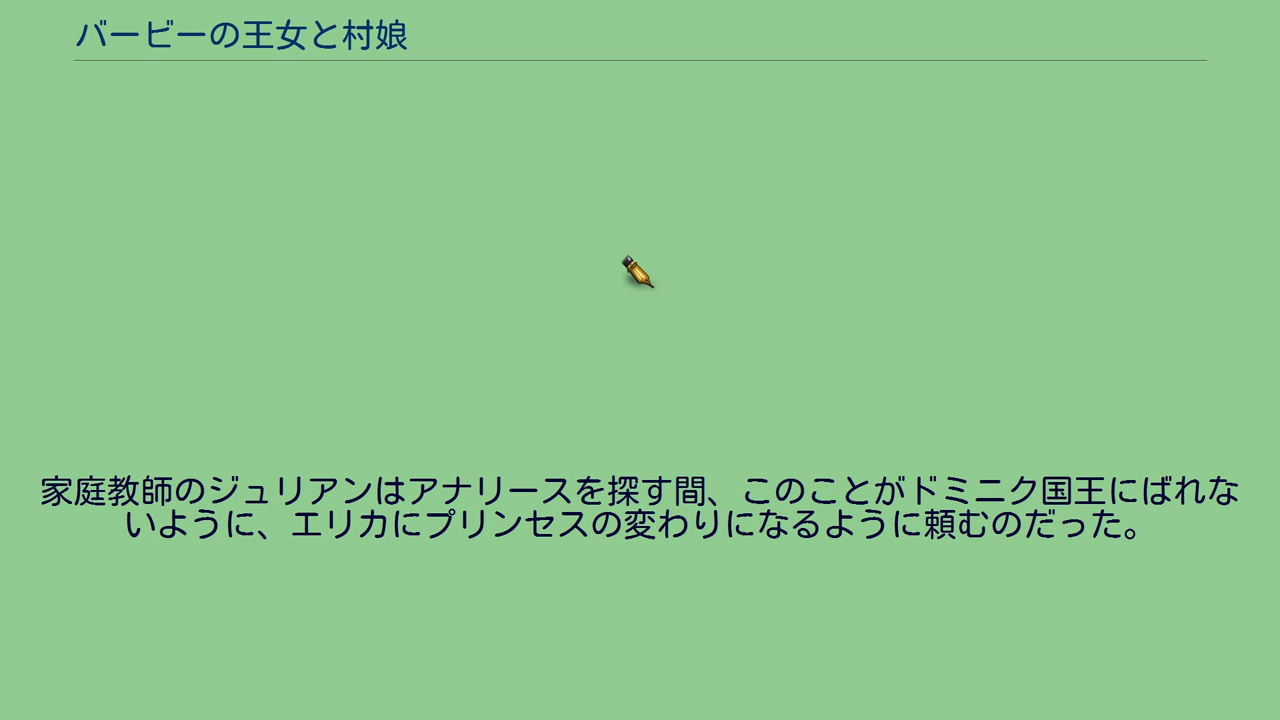 バービーの王女と村娘
家庭教師のジュリアンはアナリースを探す間、このことがドミニク国王にばれな
いように、エリカにプリンセスの変わりになるように頼むのだった。